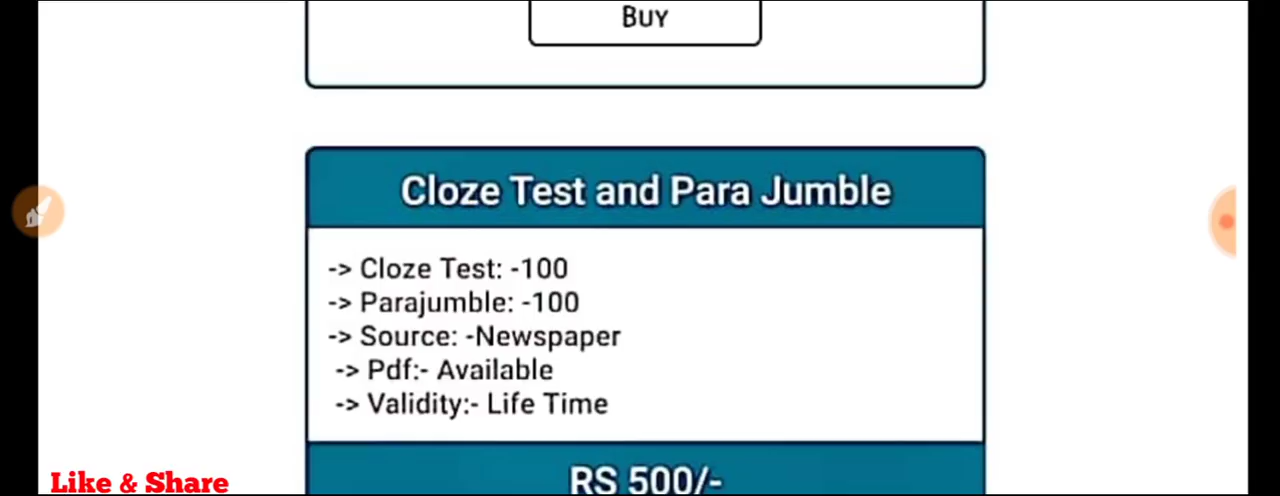 Buy
Cloze Test and Para Jumble
-> Cloze Test: -100
-> Parajumble: -100
-> Source: -Newspaper
-> Pdf:- Available
-> Validity:- Life Time
RS 500/-
Like & Share